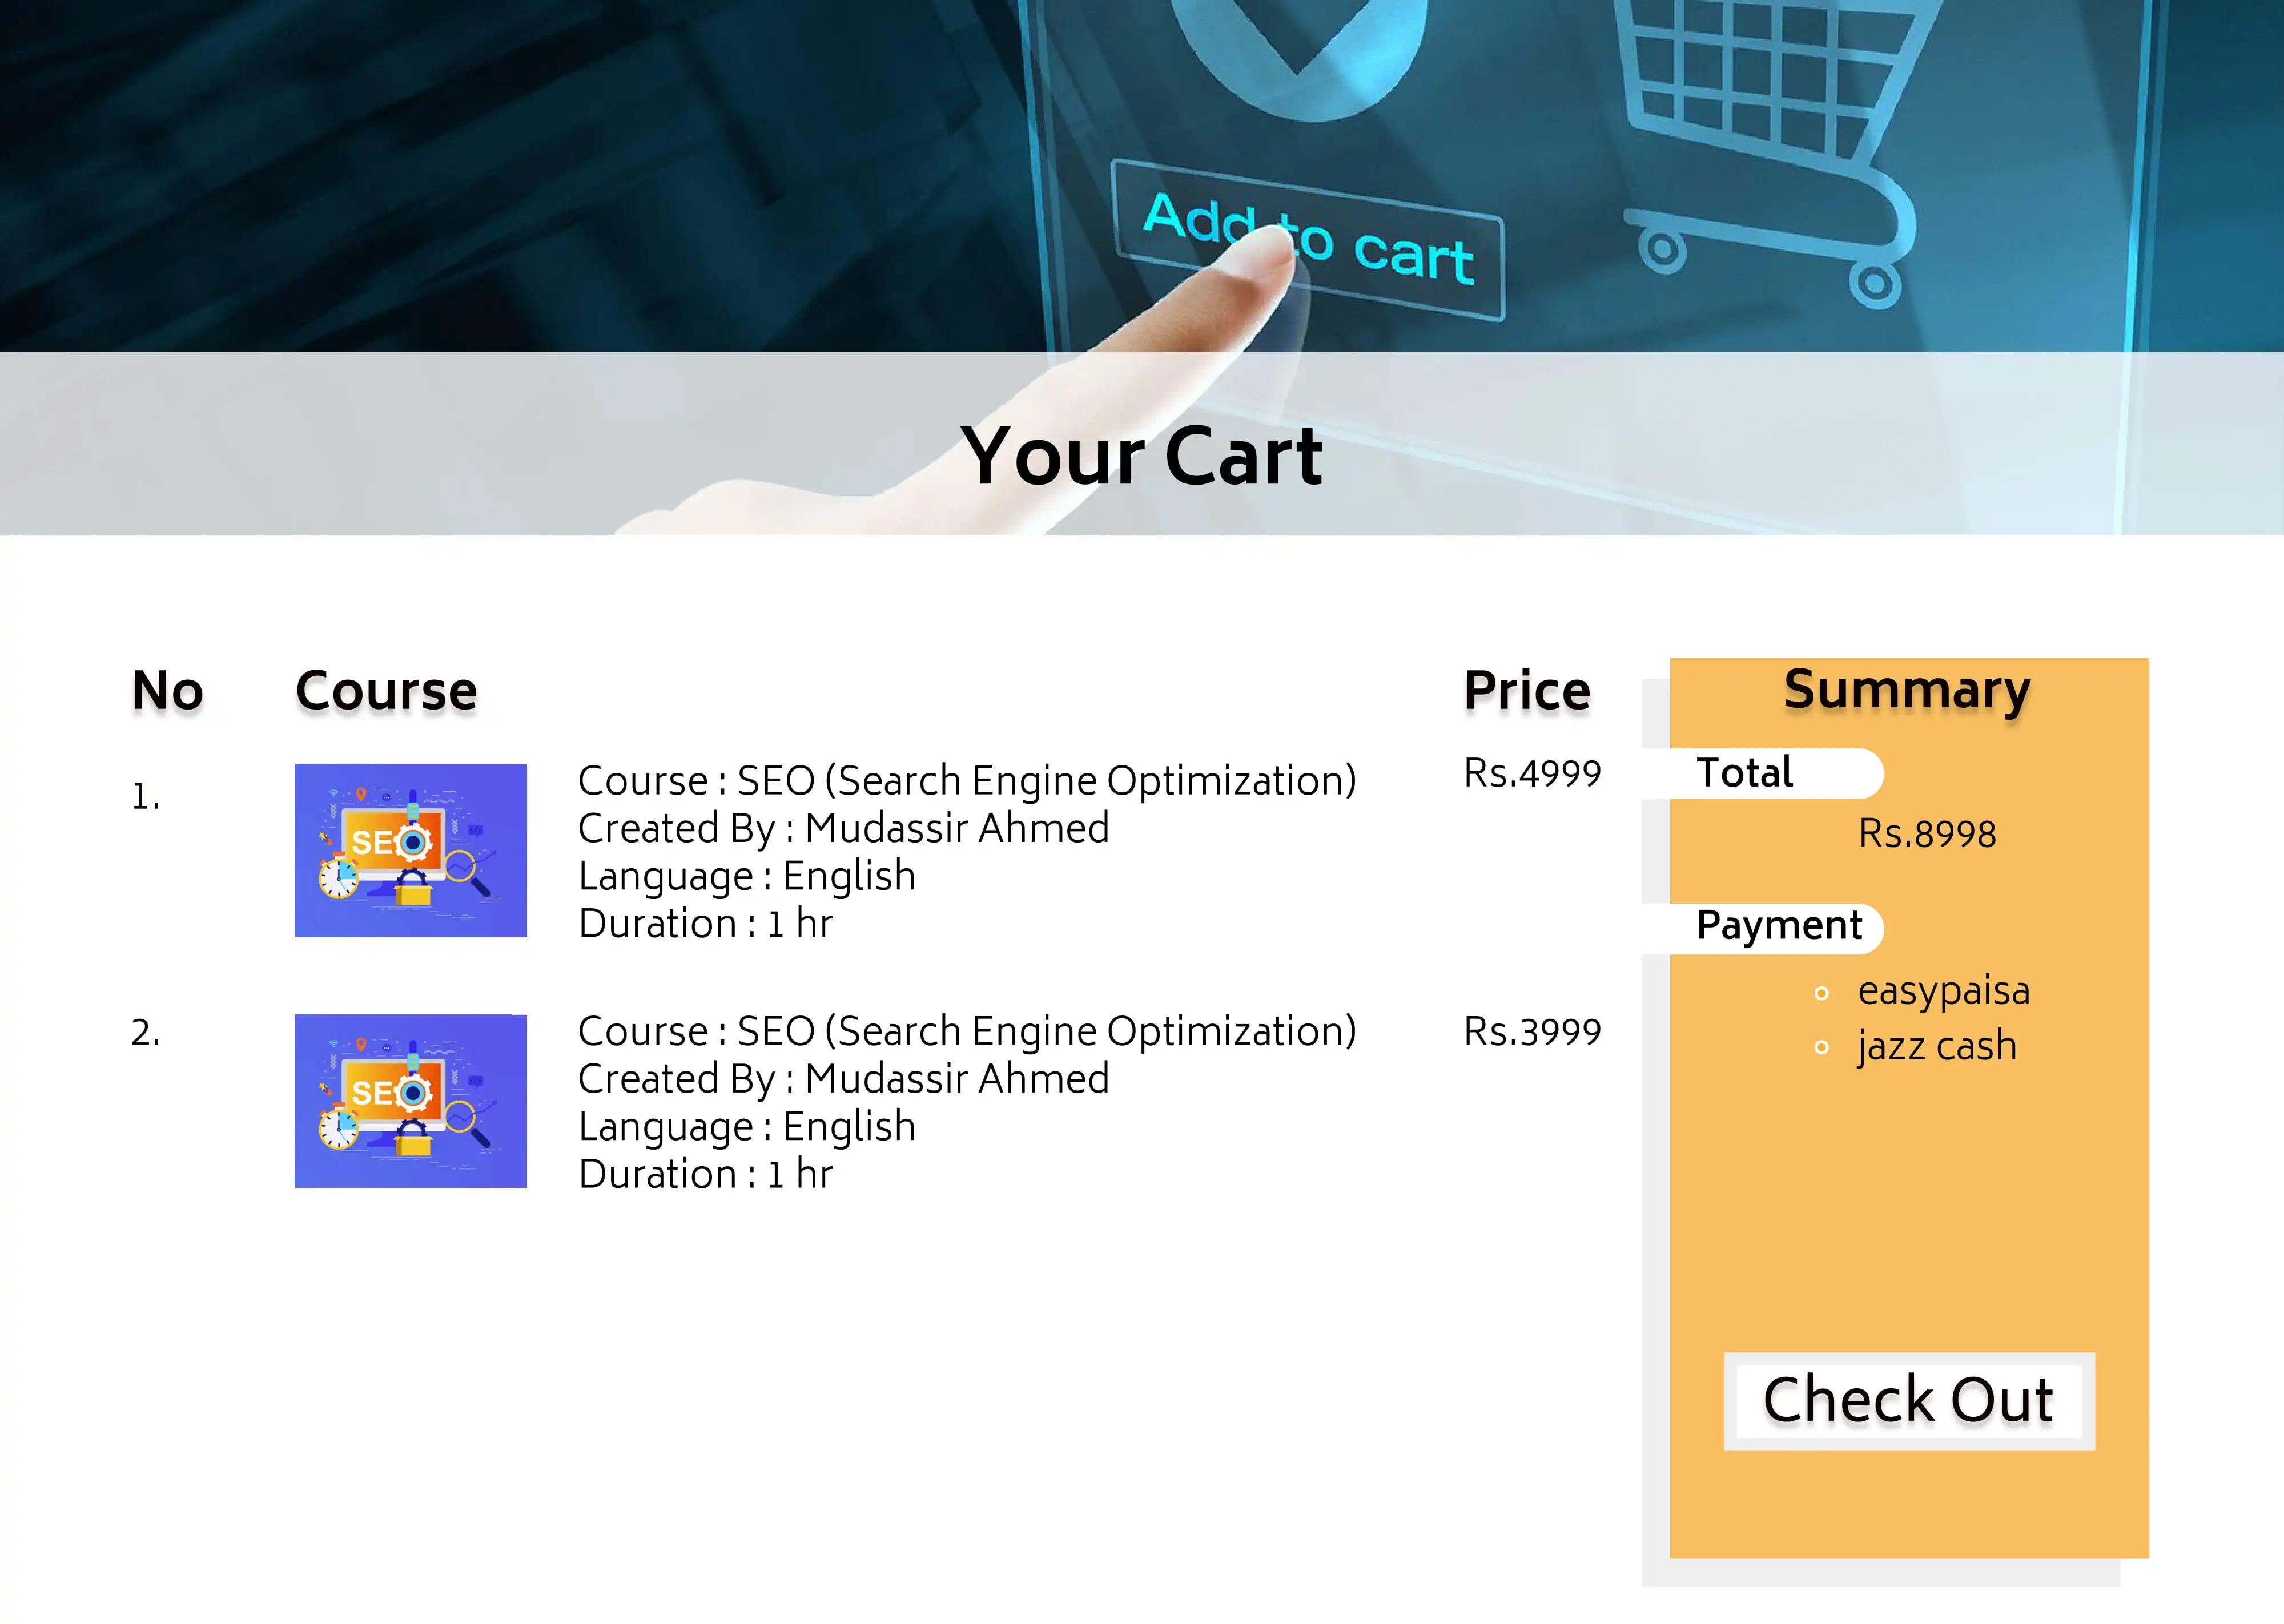 Add to cart
Your Cart
No Course Price Summary
1.
SEO
Course : SEO (Search Engine Optimization)
Created By : Mudassir Ahmed
Language : English
Duration : 1 hr
Rs.4999
2.
SEO
Course : SEO (Search Engine Optimization)
Created By : Mudassir Ahmed
Language : English
Duration : 1 hr
Rs.3999
Total
Rs.8998
Payment
easypaisa
jazz cash
Check Out